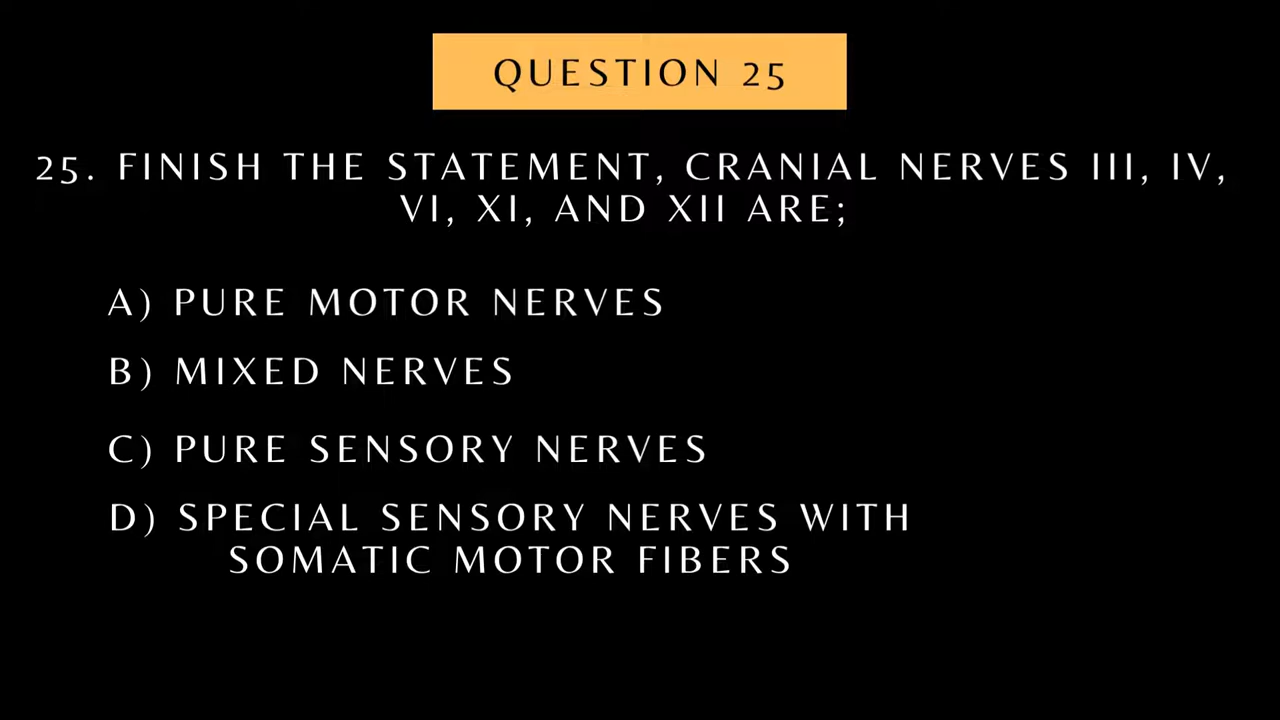 QUESTION 25
25. FINISH THE STATEMENT, CRANIAL NERVES III, IV,
VI, XI, AND XII ARE;
A) PURE MOTOR NERVES
B) MIXED NERVES
C) PURE SENSORY NERVES
D) SPECIAL SENSORY NERVES WITH
SOMATIC MOTOR FIBERS